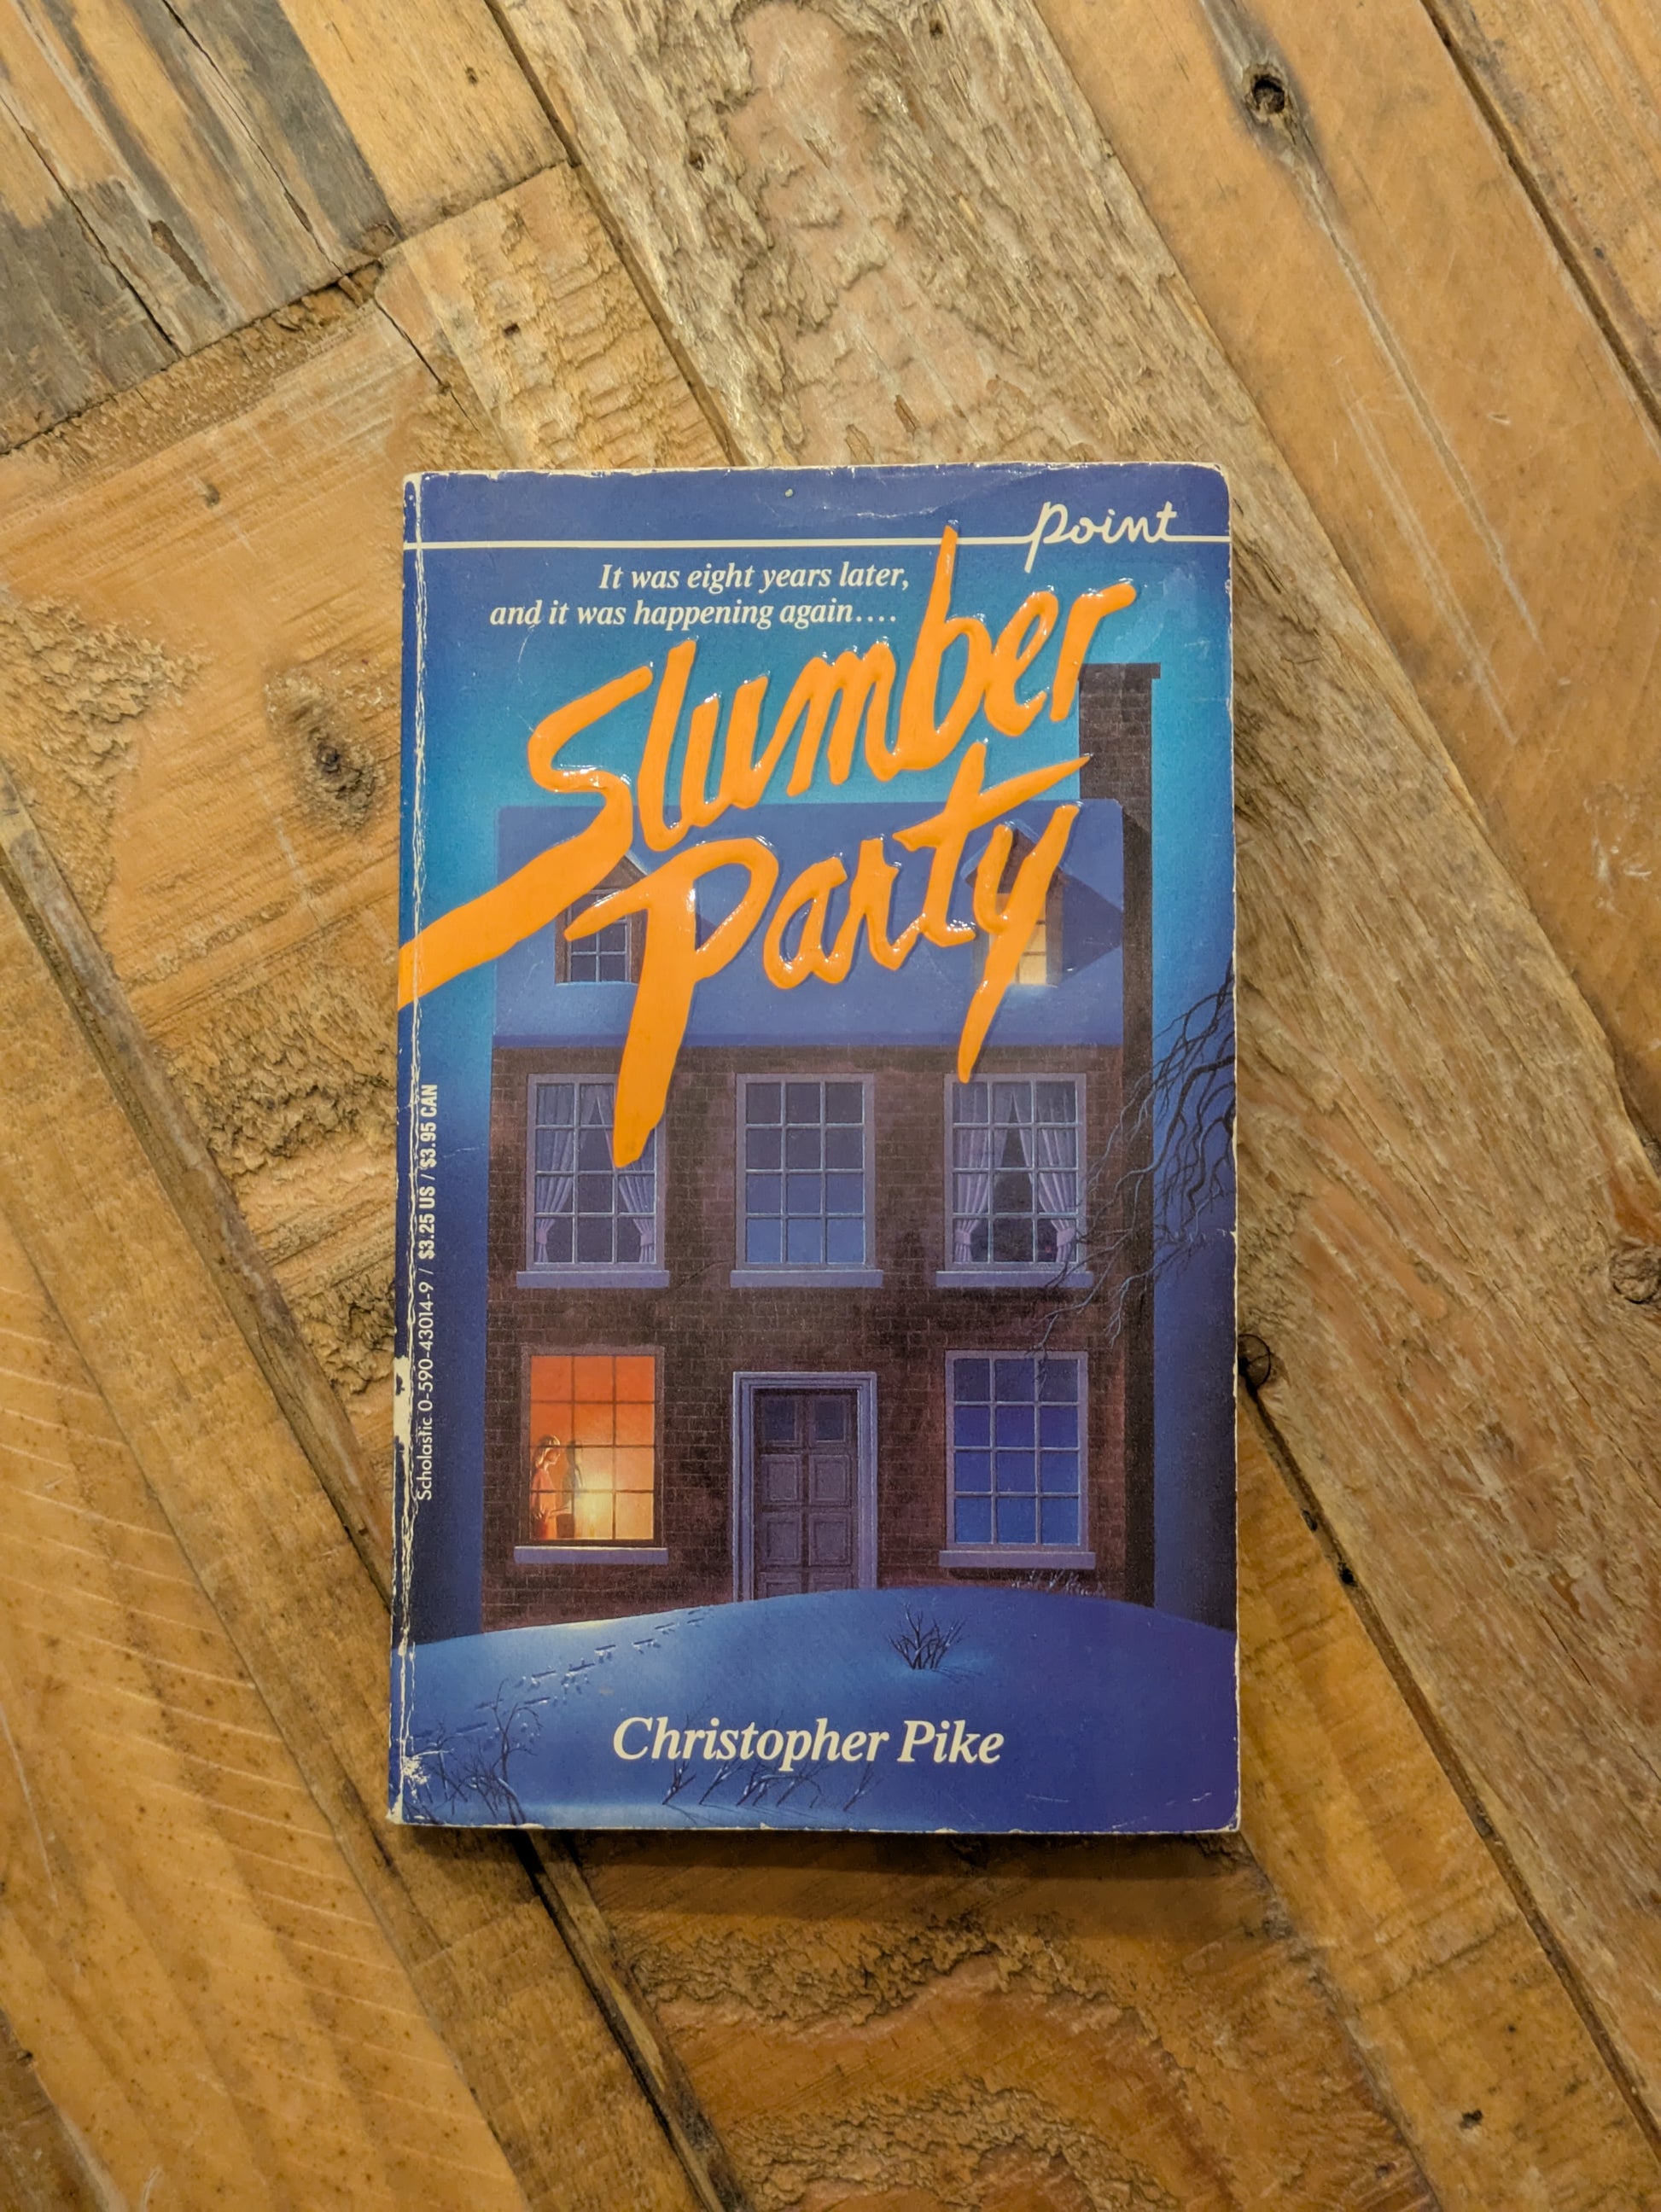 point
It was eight years later,
and it was happening again....
Slumber
Party
Scholastic 0-590-43014-9 / $3.25 US / $3.95 CAN
Christopher Pike